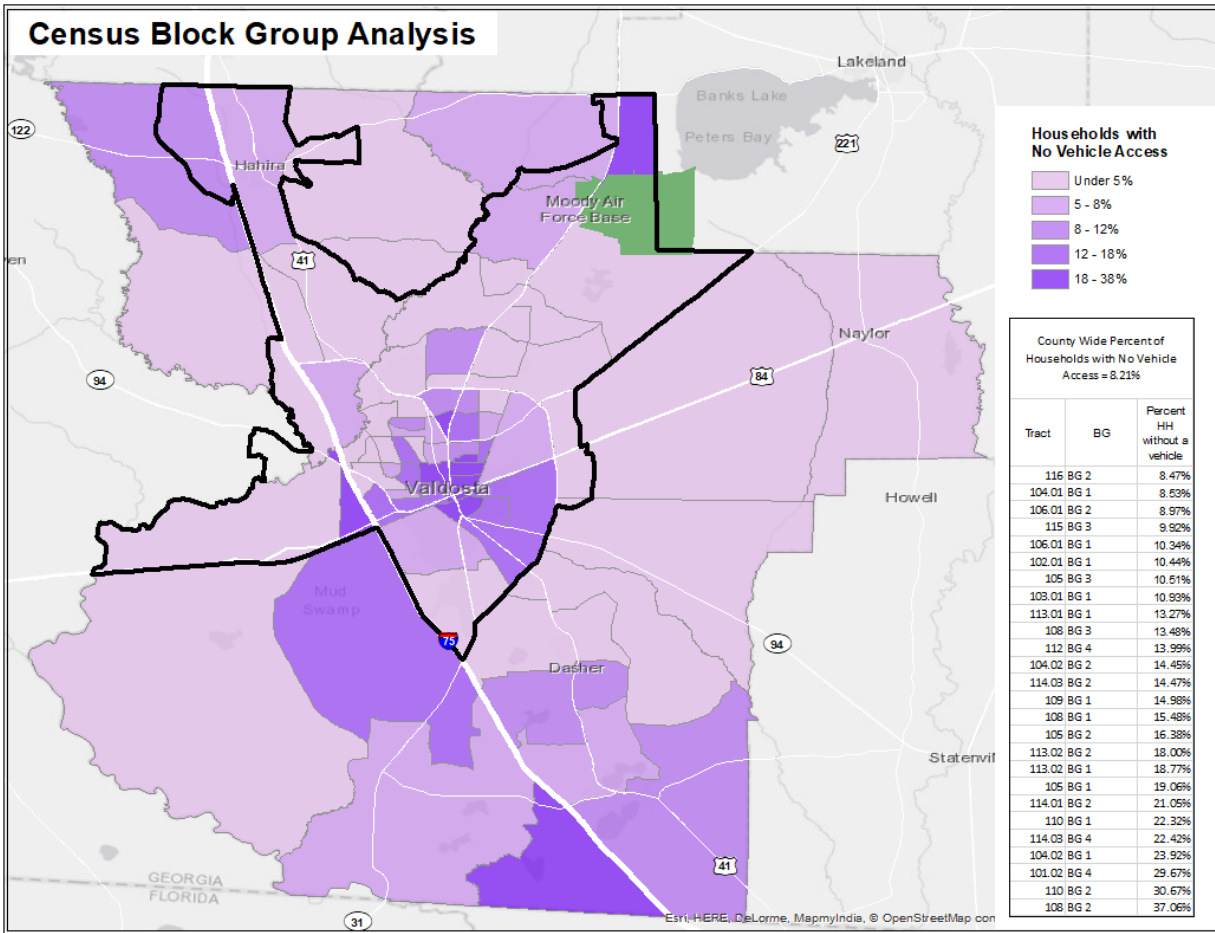 Census Block Group Analysis
Lakeland
Banks Lake
Peters Bay
221
122
Hahira
Moody Air
Force Base
41
Naylor
84
94
Valdosta
Howell
Mud
Swamp
75
Dasher
94
41
GEORGIA
FLORIDA
31
Esri, HERE, DeLorme, MapmyIndia, © OpenStreetMap con
Households with
No Vehicle Access
Under 5%
5 - 8%
8 - 12%
12 - 18%
18 - 38%
County Wide Percent of
Households with No Vehicle
Access = 8.21%
Tract BG Percent
HH
without a
vehicle
116 BG 2 8.47%
104.01 BG 1 8.53%
106.01 BG 2 8.97%
115 BG 3 9.92%
106.01 BG 1 10.34%
102.01 BG 1 10.44%
105 BG 3 10.51%
103.01 BG 1 10.93%
113.01 BG 1 13.27%
108 BG 3 13.48%
112 BG 4 13.99%
104.02 BG 2 14.45%
114.03 BG 2 14.47%
109 BG 1 14.98%
108 BG 1 15.48%
105 BG 2 16.38%
113.02 BG 2 18.00%
113.02 BG 1 18.77%
105 BG 1 19.06%
114.01 BG 2 21.05%
110 BG 1 22.32%
114.03 BG 4 22.42%
104.02 BG 1 23.92%
101.02 BG 4 29.67%
110 BG 2 30.67%
108 BG 2 37.06%